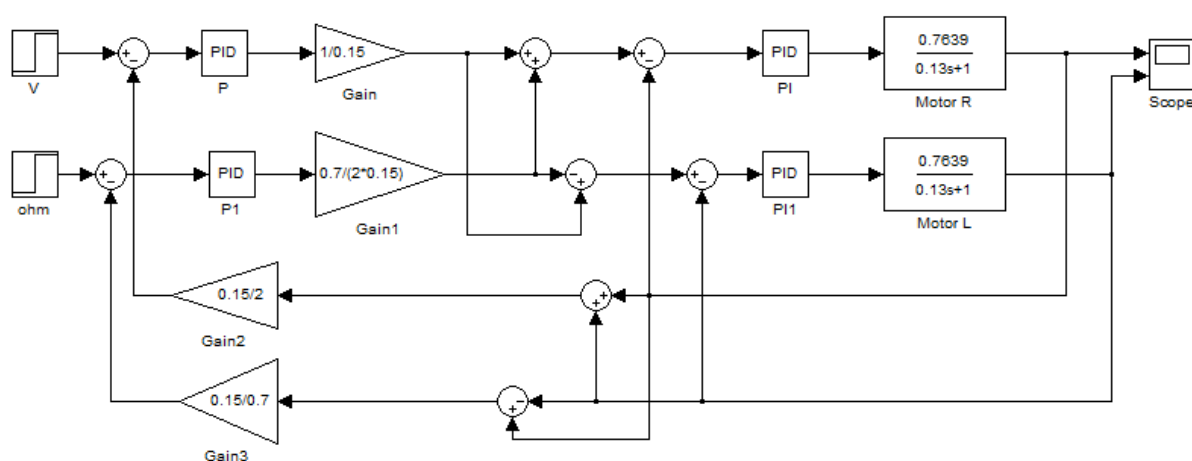 V
PID
P
1/0.15
Gain
PID
PI
0.7639
0.13s+1
Motor R
Scope
ohm
PID
P1
0.7/(2*0.15)
Gain1
PID
PI1
0.7639
0.13s+1
Motor L
0.15/2
Gain2
0.15/0.7
Gain3